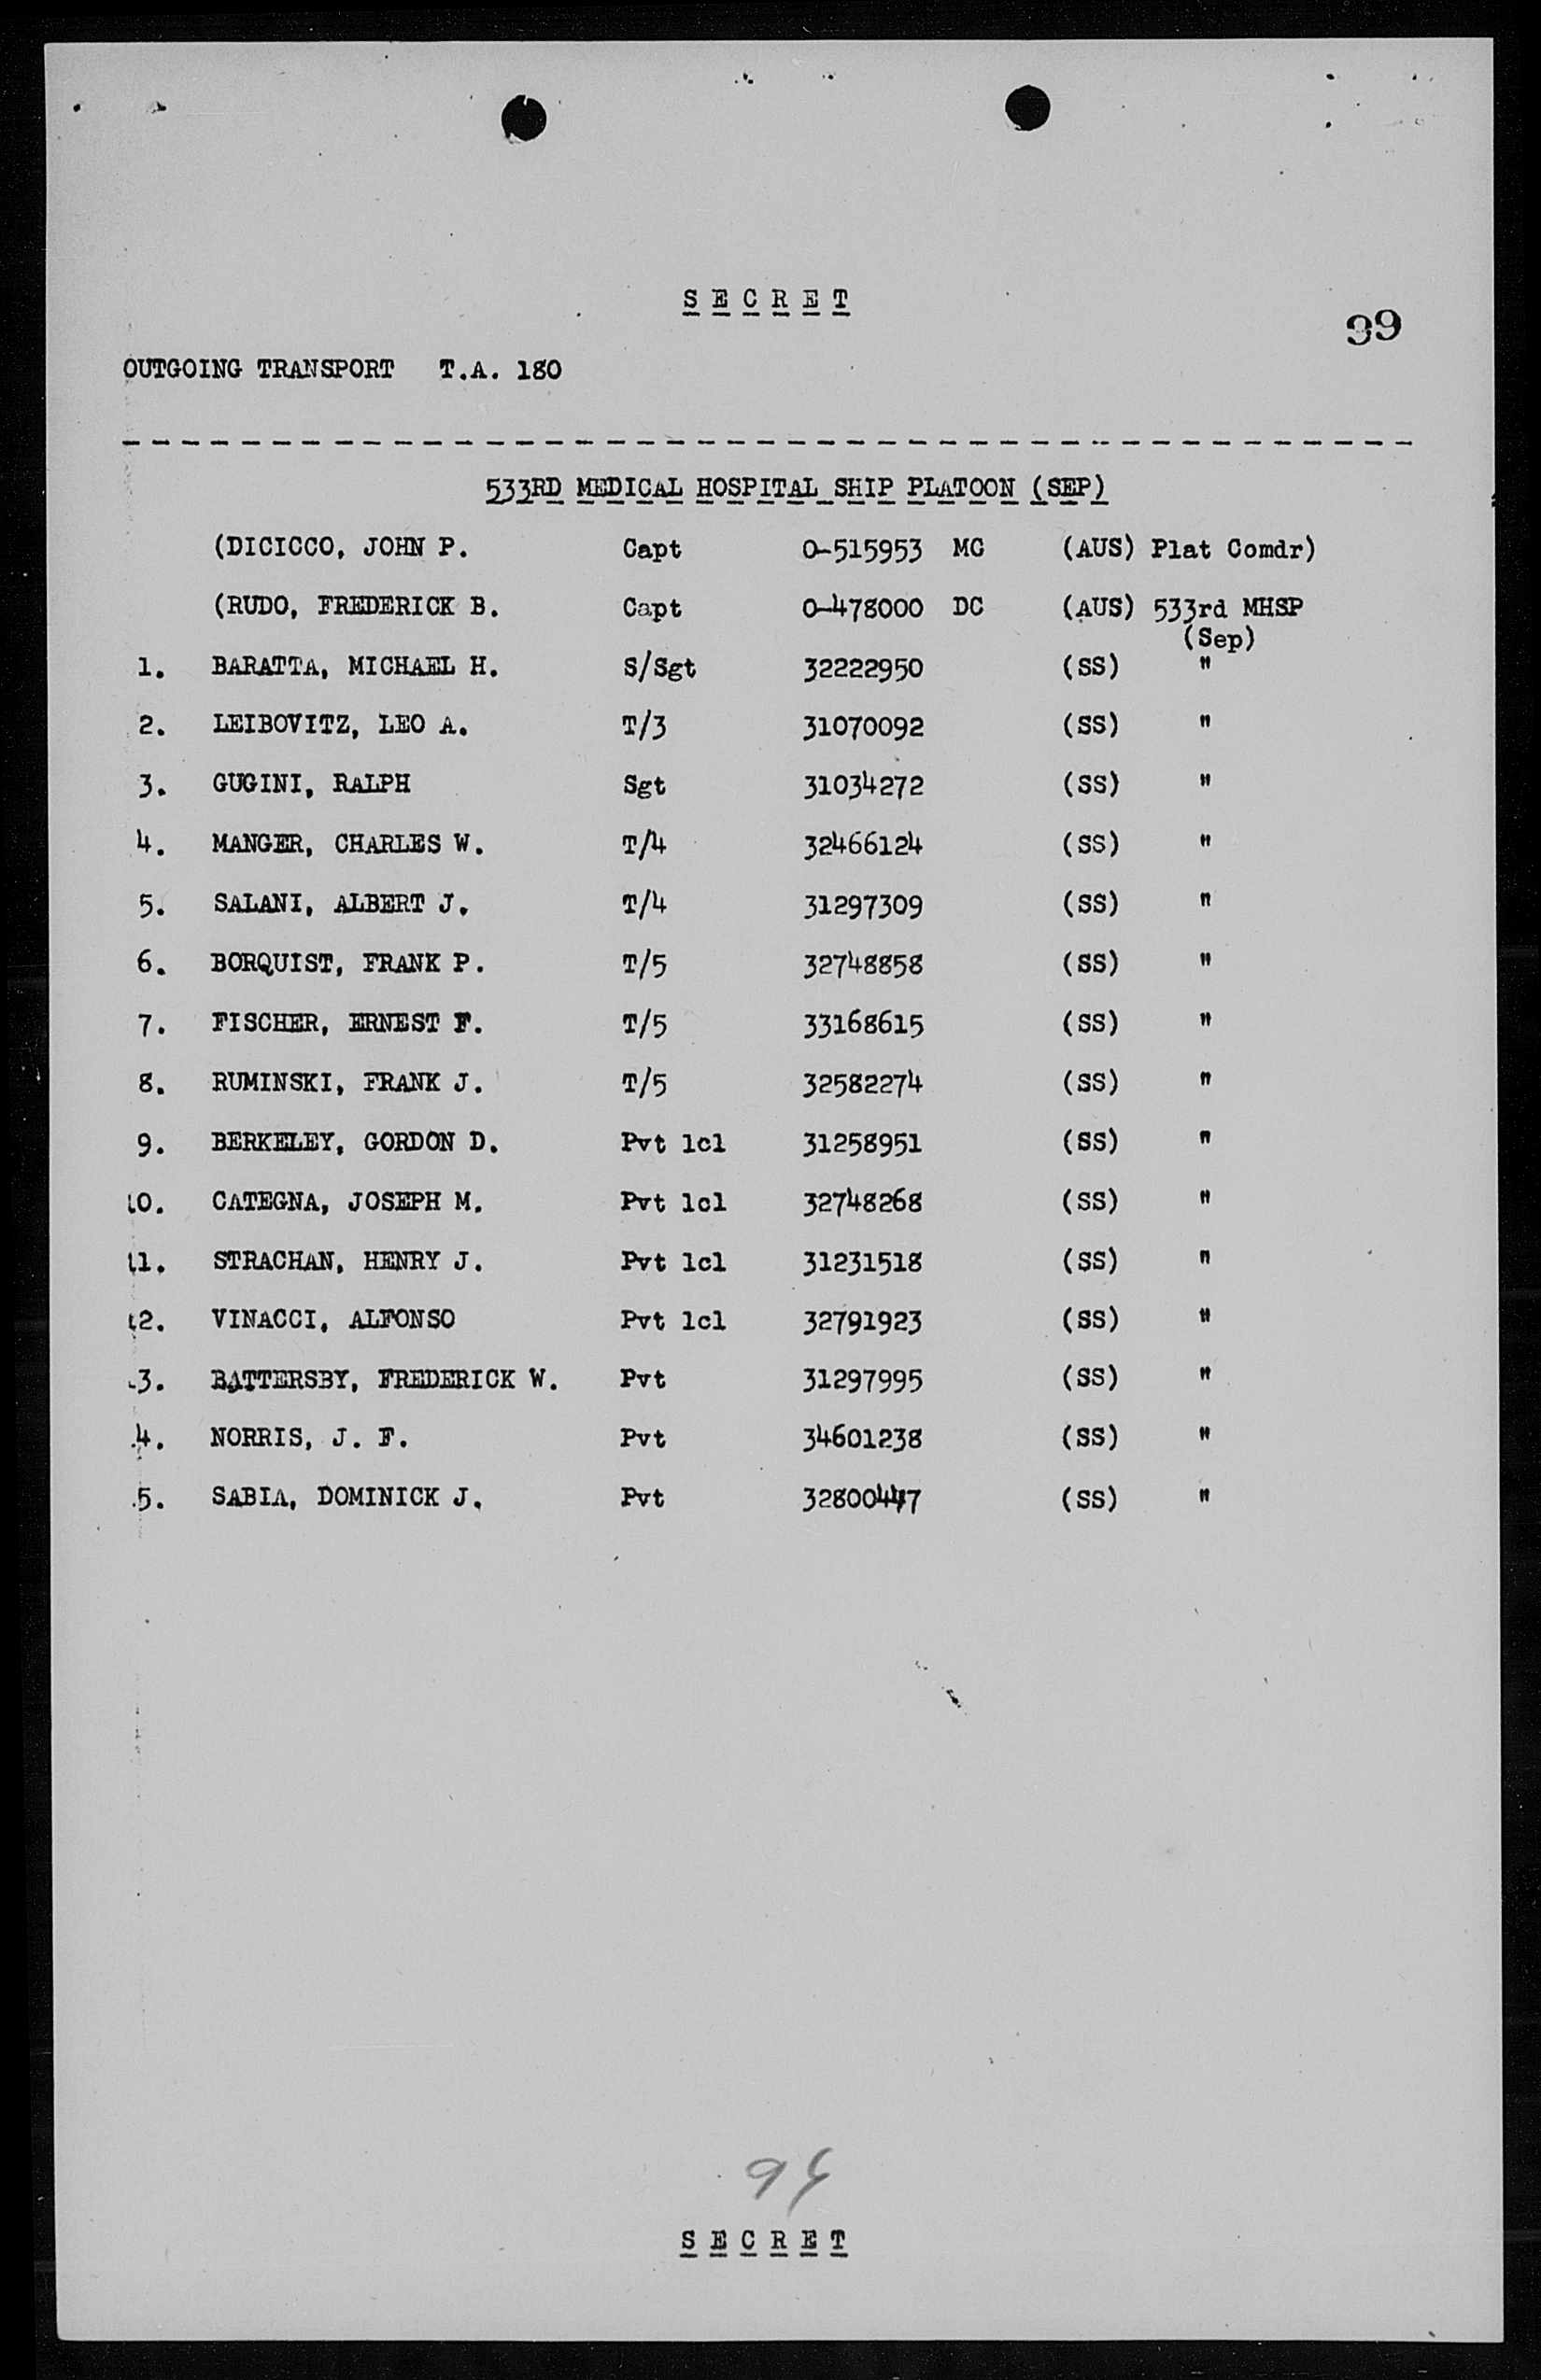 SECRET
39
OUTGOING TRANSPORT T.A. 180
533RD MEDICAL HOSPITAL SHIP PLATOON (SEP)
(DICICCO, JOHN P. Capt O-515953 MC (AUS) Plat Comdr)
(RUDO, FREDERICK B. Capt O-478000 DC (AUS) 533rd MHSP
(Sep)
1. BARATTA, MICHAEL H. S/Sgt 32222950 (SS) "
2. LEIBOVITZ, LEO A. T/3 31070092 (SS) "
3. GUGINI, RALPH Sgt 31034272 (SS) "
4. MANGER, CHARLES W. T/4 32466124 (SS) "
5. SALANI, ALBERT J. T/4 31297309 (SS) "
6. BORQUIST, FRANK P. T/5 32748858 (SS) "
7. FISCHER, ERNEST F. T/5 33168615 (SS) "
8. RUMINSKI, FRANK J. T/5 32582274 (SS) "
9. BERKELEY, GORDON D. Pvt 1cl 31258951 (SS) "
10. CATEGNA, JOSEPH M. Pvt 1cl 32748268 (SS) "
11. STRACHAN, HENRY J. Pvt 1cl 31231518 (SS) "
12. VINACCI, ALFONSO Pvt 1cl 32791923 (SS) "
13. BATTERSBY, FREDERICK W. Pvt 31297995 (SS) "
14. NORRIS, J. F. Pvt 34601238 (SS) "
15. SABIA, DOMINICK J. Pvt 32800447 (SS) "
SECRET